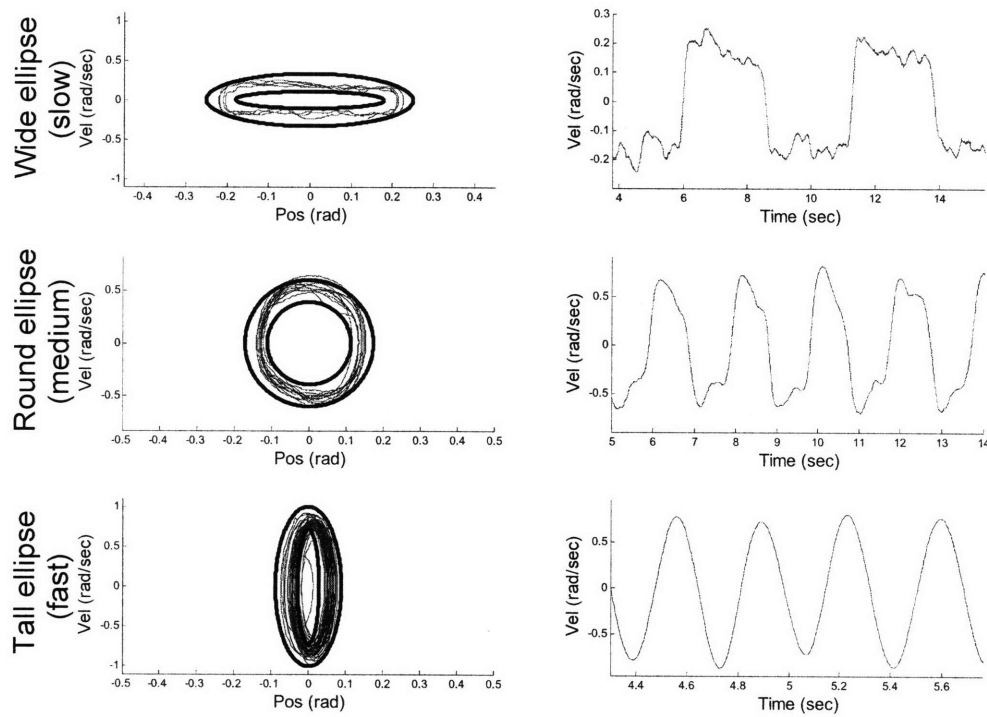 Wide ellipse
(slow)
Vel (rad/sec)
1
0.5
0
-0.5
-1
-0.4 -0.3 -0.2 -0.1 0 0.1 0.2 0.3 0.4
Pos (rad)
Vel (rad/sec)
0.3
0.2
0.1
0
-0.1
-0.2
4 6 8 10 12 14
Time (sec)
Round ellipse
(medium)
Vel (rad/sec)
0.5
0
-0.5
-0.5 -0.4 -0.3 -0.2 -0.1 0 0.1 0.2 0.3 0.4 0.5
Pos (rad)
Vel (rad/sec)
0.5
0
-0.5
5 6 7 8 9 10 11 12 13 14
Time (sec)
Tall ellipse
(fast)
Vel (rad/sec)
1
0.5
0
-0.5
-1
-0.5 -0.4 -0.3 -0.2 -0.1 0 0.1 0.2 0.3 0.4 0.5
Pos (rad)
Vel (rad/sec)
0.5
0
-0.5
4.4 4.6 4.8 5 5.2 5.4 5.6
Time (sec)